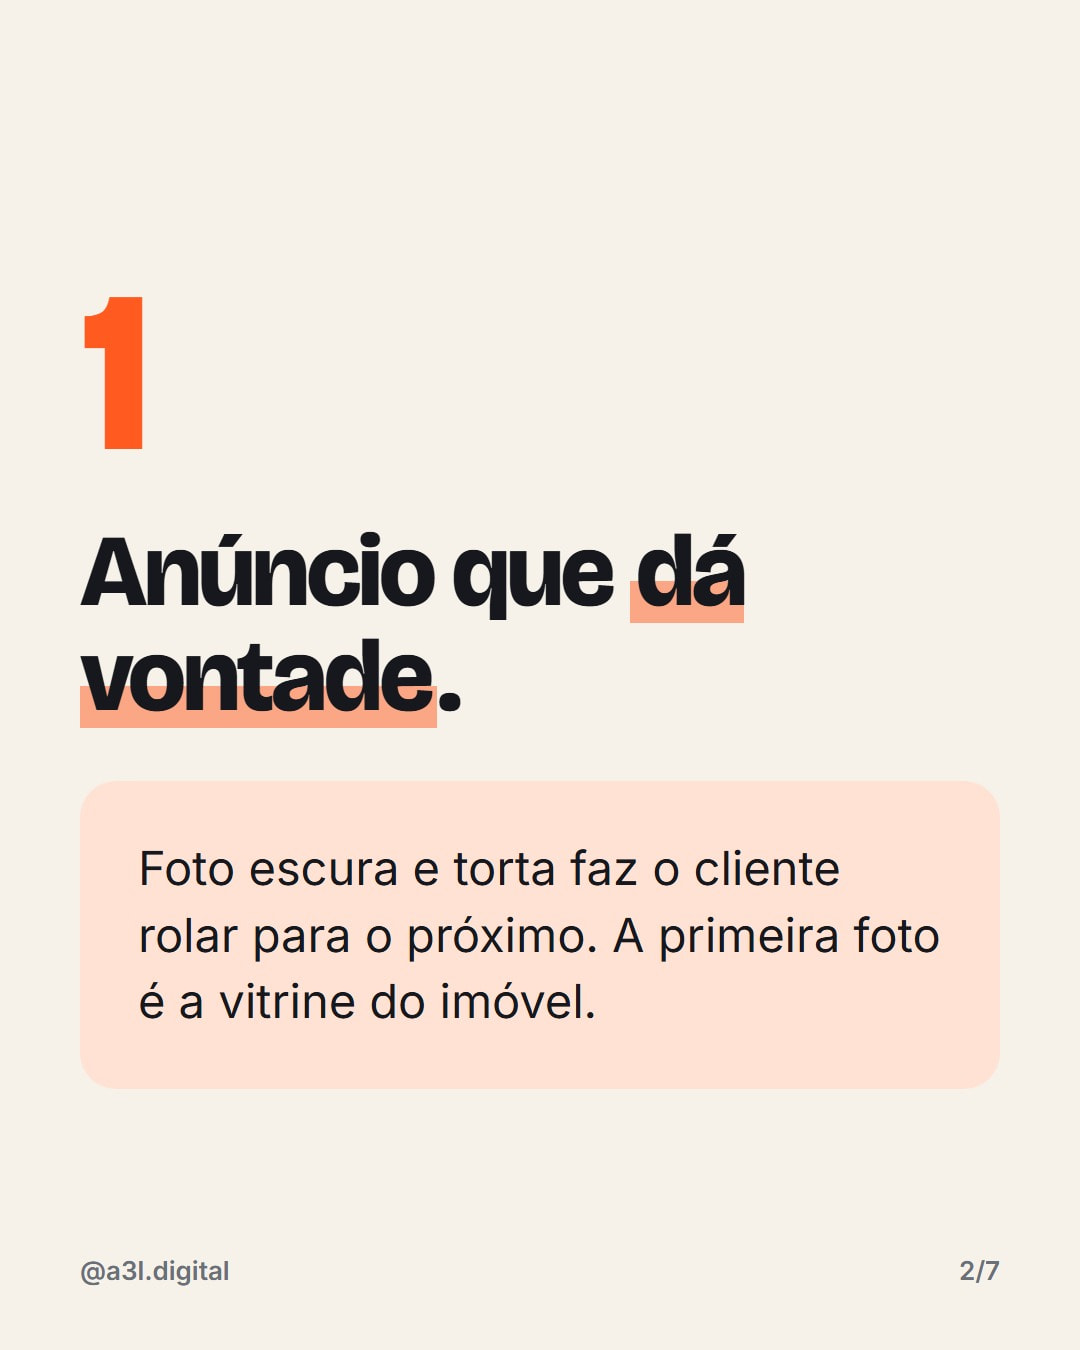 1
Anúncio que dá
vontade.
Foto escura e torta faz o cliente
rolar para o próximo. A primeira foto
é a vitrine do imóvel.
@a3l.digital
2/7